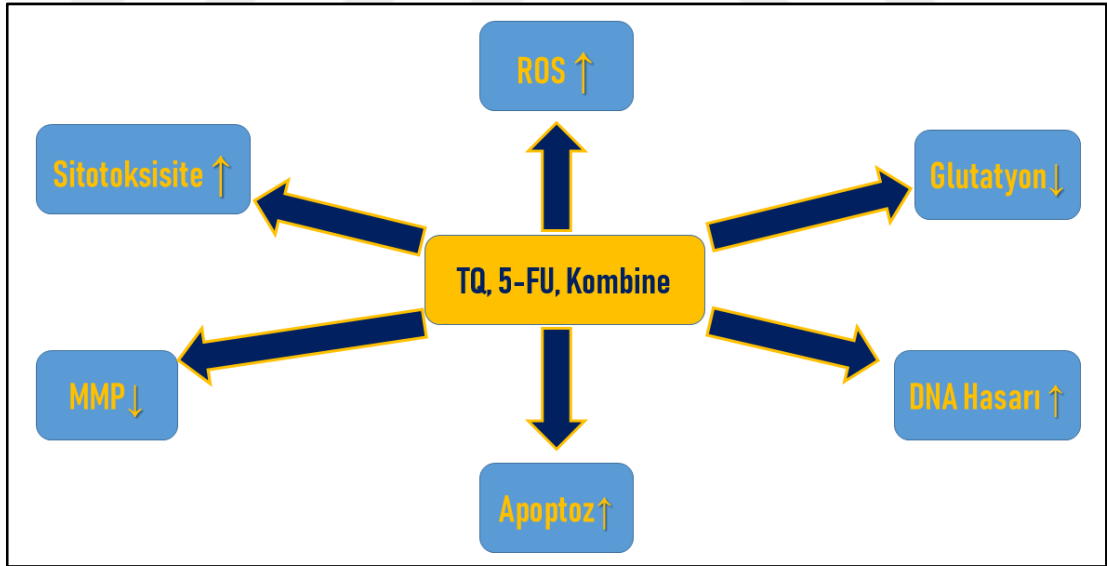 ROS ↑
Sitotoksisite ↑
Glutatyon↓
TQ, 5-FU, Kombine
MMP↓
DNA Hasarı ↑
Apoptoz↑